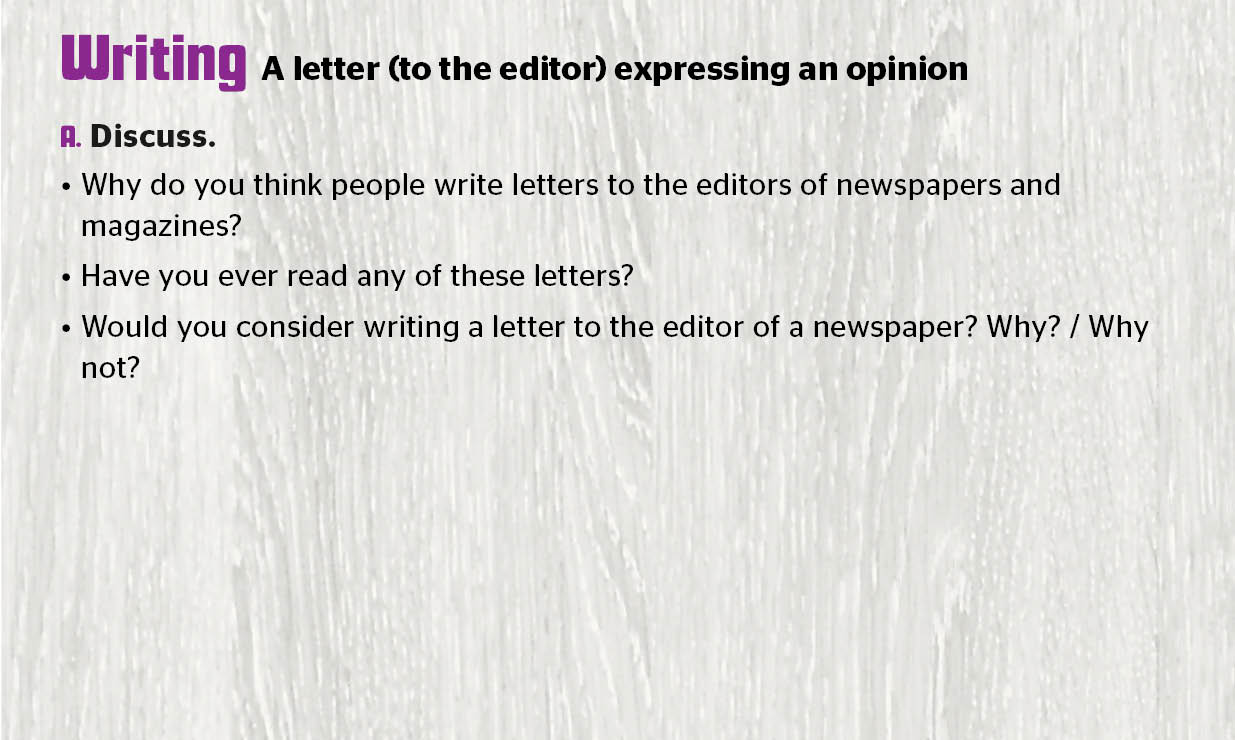 Writing A letter (to the editor) expressing an opinion
A. Discuss.
• Why do you think people write letters to the editors of newspapers and
magazines?
• Have you ever read any of these letters?
• Would you consider writing a letter to the editor of a newspaper? Why? / Why
not?